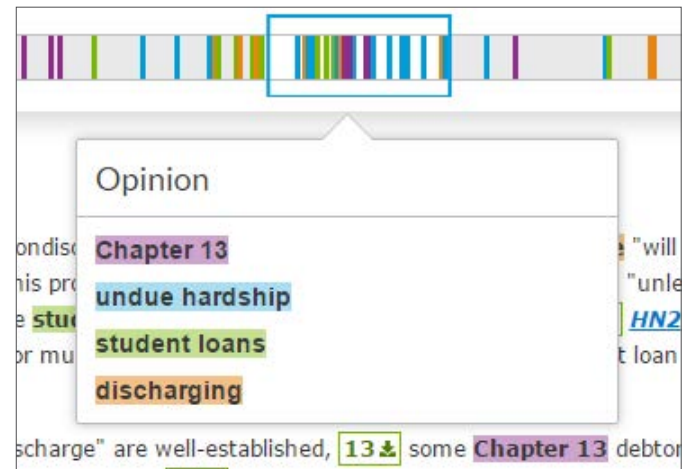 Opinion
"will
Chapter 13
"unle
undue hardship
HN2
student loans
t loan
discharging
scharge" are well-established, 13 some Chapter 13 debtor